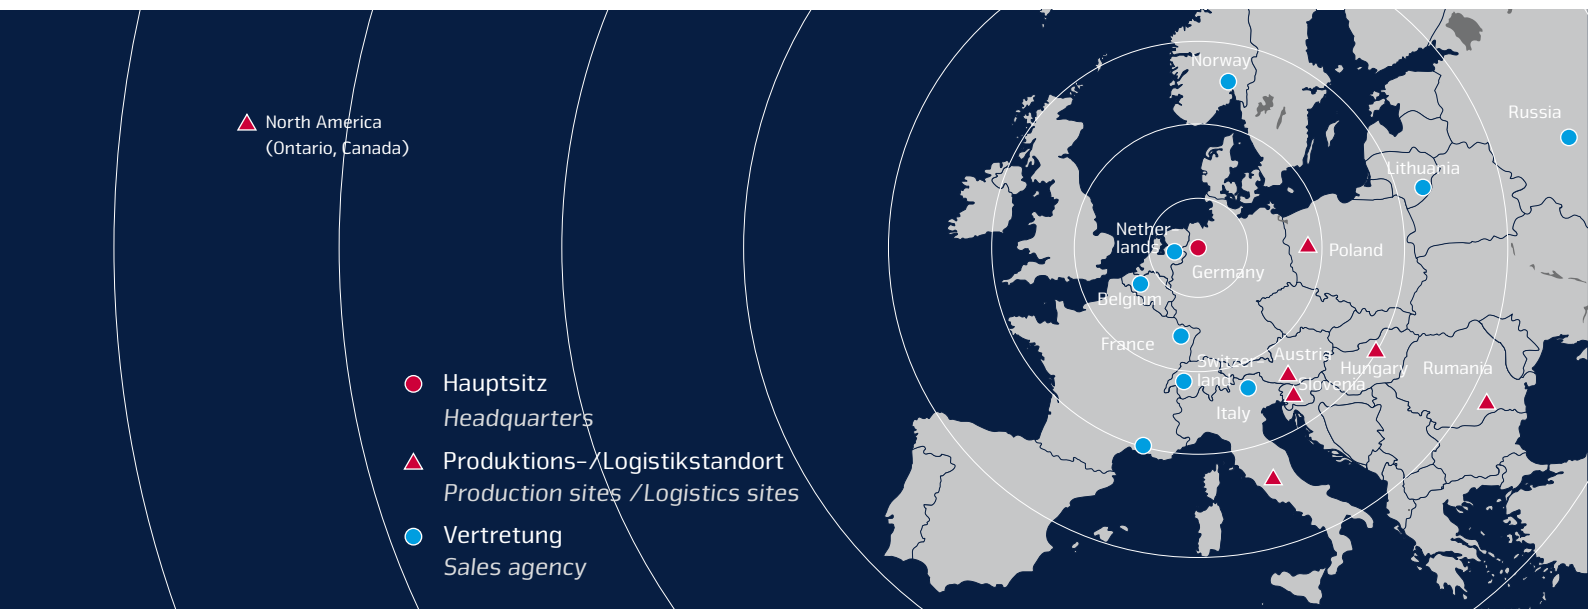 Norway
Russia
North America
(Ontario, Canada)
Lithuania
Nether-
lands
Poland
Germany
Belgium
France
Switzer-
land
Austria
Hungary
Rumania
Slovenia
Italy
Hauptsitz
Headquarters
Produktions-/Logistikstandort
Production sites /Logistics sites
Vertretung
Sales agency